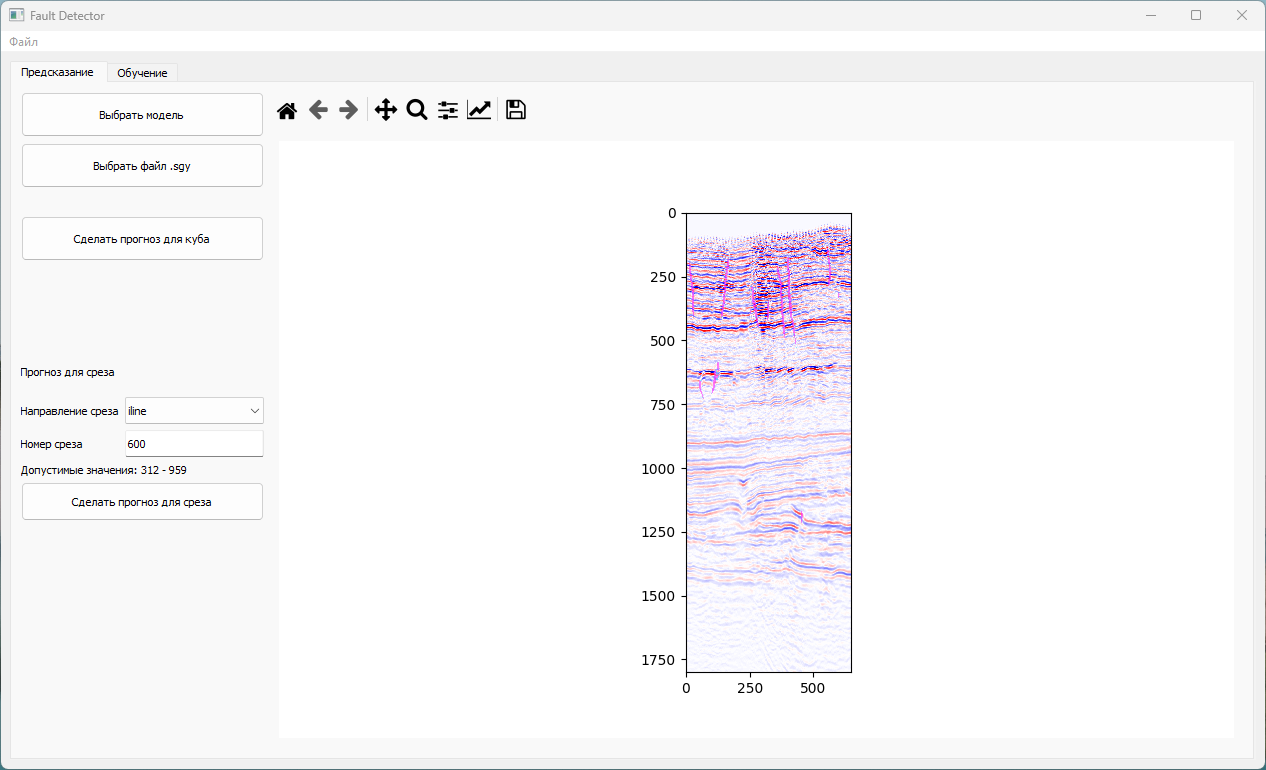 Fault Detector
Файл
Предсказание
Обучение
Выбрать модель
Выбрать файл .sgy
Сделать прогноз для куба
Прогноз для среза
Направление среза iline
Номер среза 600
Допустимые значения: 312 - 959
Сделать прогноз для среза
0
250
500
750
1000
1250
1500
1750
0 250 500